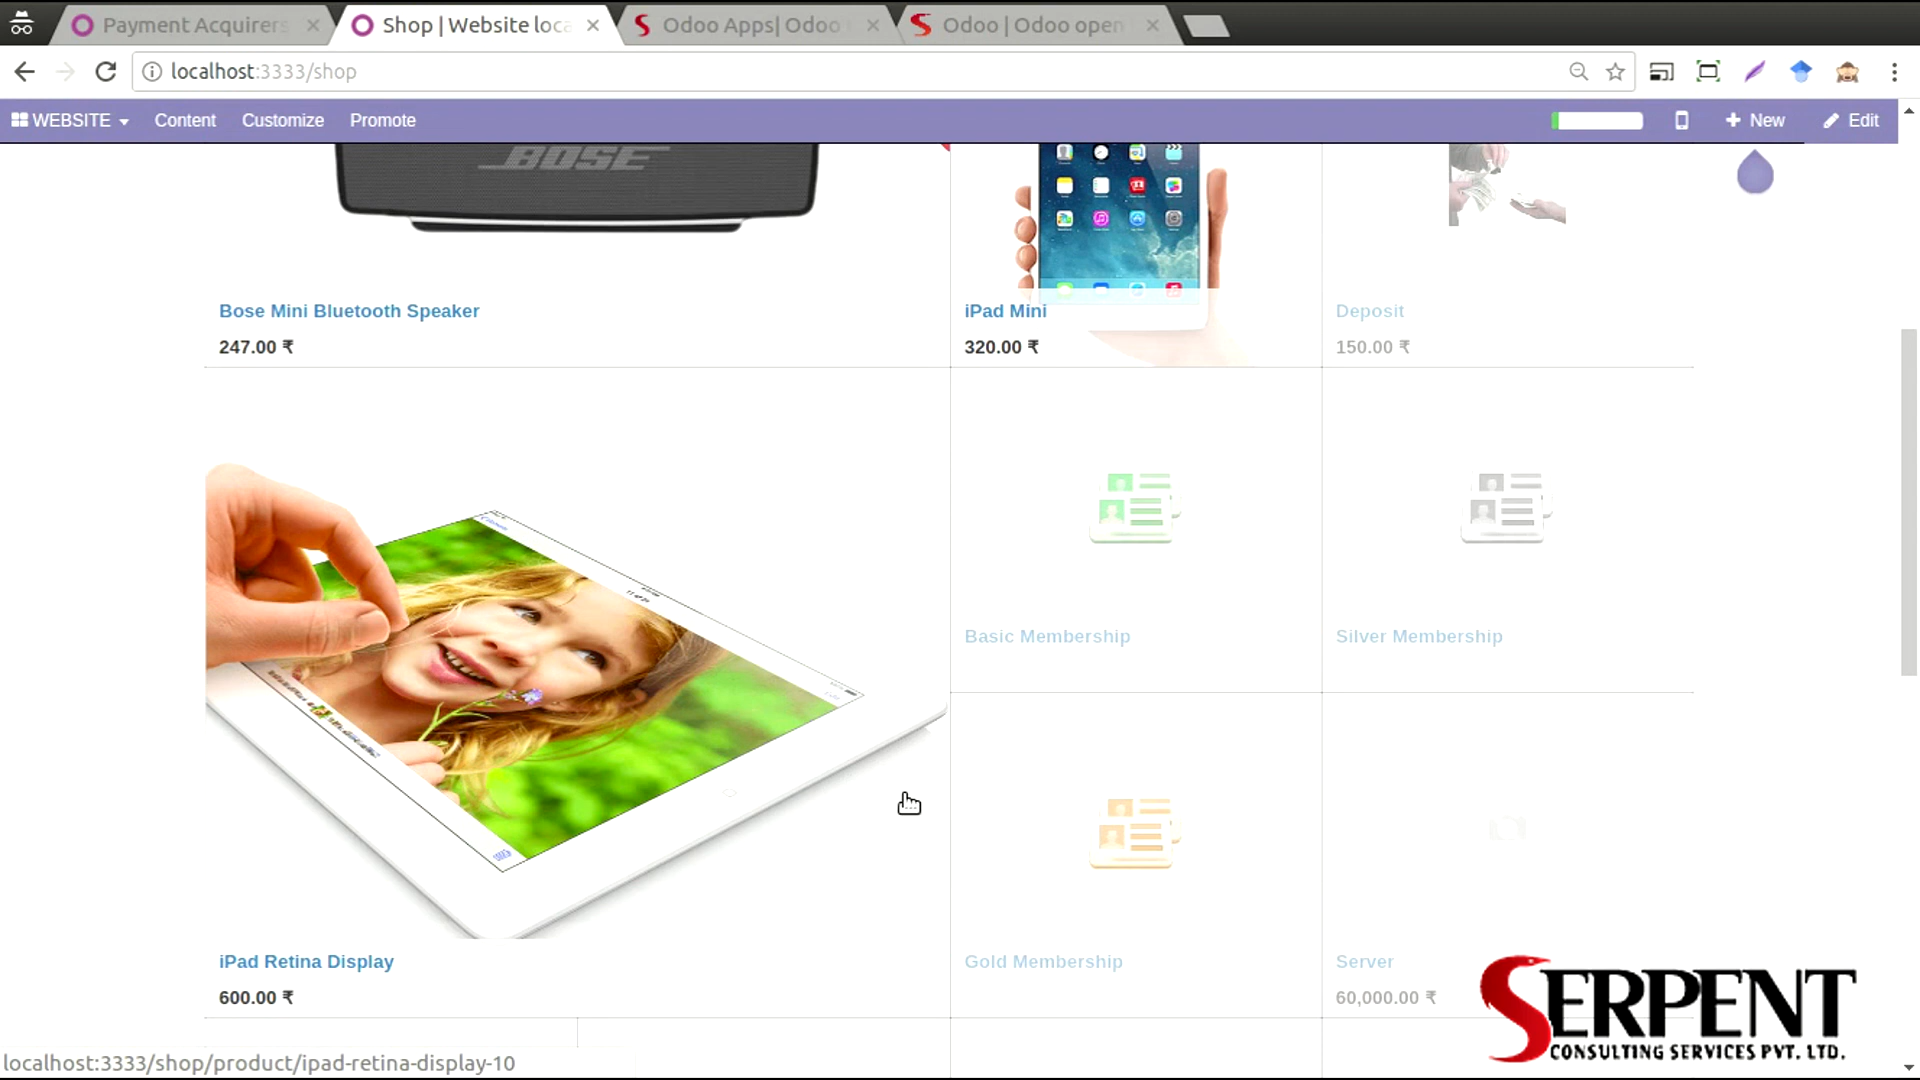 Payment Acquirers
Shop | Website loca
Odoo Apps| Odoo
Odoo | Odoo open
localhost:3333/shop
WEBSITE
Content
Customize
Promote
New
Edit
BOSE
Bose Mini Bluetooth Speaker
247.00 ₹
iPad Mini
320.00 ₹
Deposit
150.00 ₹
Basic Membership
Silver Membership
iPad Retina Display
600.00 ₹
Gold Membership
Server
60,000.00 ₹
SERPENT
CONSULTING SERVICES PVT. LTD.
localhost:3333/shop/product/ipad-retina-display-10